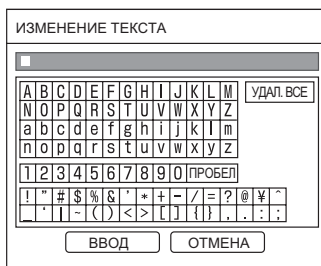 ИЗМЕНЕНИЕ ТЕКСТА
A B C D E F G H I J K L M УДАЛ. ВСЕ
N O P Q R S T U V W X Y Z
a b c d e f g h i j k l m
n o p q r s t u v w x y z
1 2 3 4 5 6 7 8 9 0 ПРОБЕЛ
! " # $ % & ' * + - / = ? @ ¥ ^
_ ` | ~ ( ) < > [ ] { } , . : ;
ВВОД ОТМЕНА